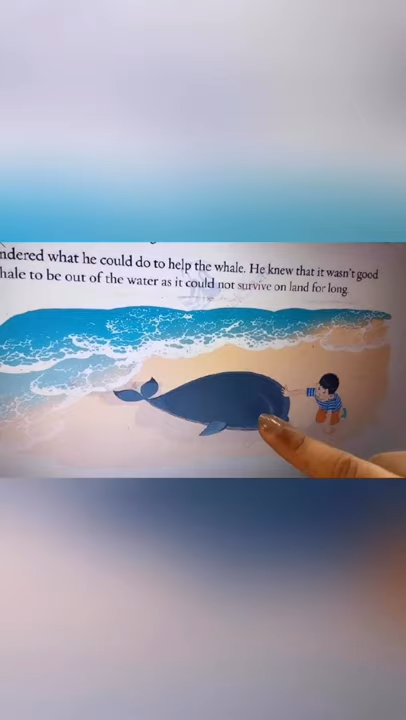 ndered what he could do to help the whale. He knew that it wasn't good
hale to be out of the water as it could not survive on land for long.